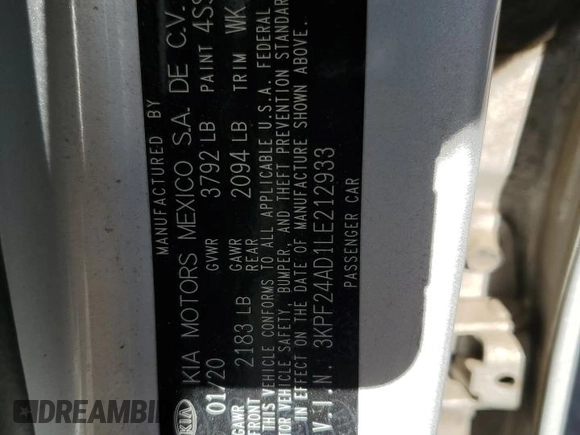 MANUFACTURED BY
KIA KIA MOTORS MEXICO S.A. DE C.V.
01/20 GVWR 3792 LB PAINT 4SS
GAWR FRONT 2183 LB GAWR REAR 2094 LB TRIM WK
THIS VEHICLE CONFORMS TO ALL APPLICABLE U.S.A. FEDERAL
MOTOR VEHICLE SAFETY, BUMPER, AND THEFT PREVENTION STANDARD
IN EFFECT ON THE DATE OF MANUFACTURE SHOWN ABOVE.
V.I.N. 3KPF24AD1LE212933
PASSENGER CAR
DREAMBI